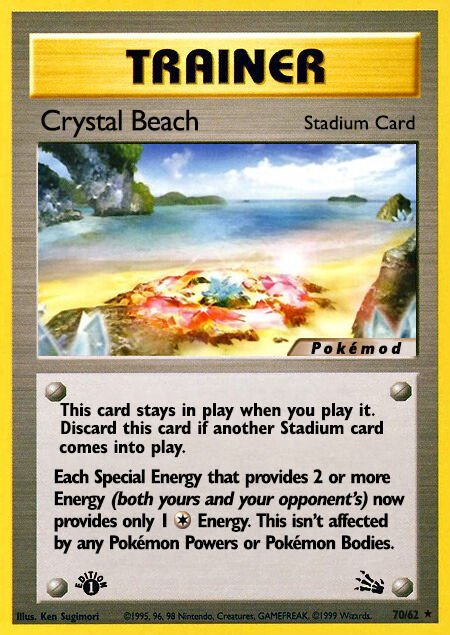 TRAINER
Crystal Beach Stadium Card
Pokémod
This card stays in play when you play it.
Discard this card if another Stadium card
comes into play.
Each Special Energy that provides 2 or more
Energy (both yours and your opponent's) now
provides only 1 Energy. This isn't affected
by any Pokémon Powers or Pokémon Bodies.
EDITION
1
Illus. Ken Sugimori ©1995, 96, 98 Nintendo, Creatures, GAMEFREAK. ©1999 Wizards. 70/62 ★